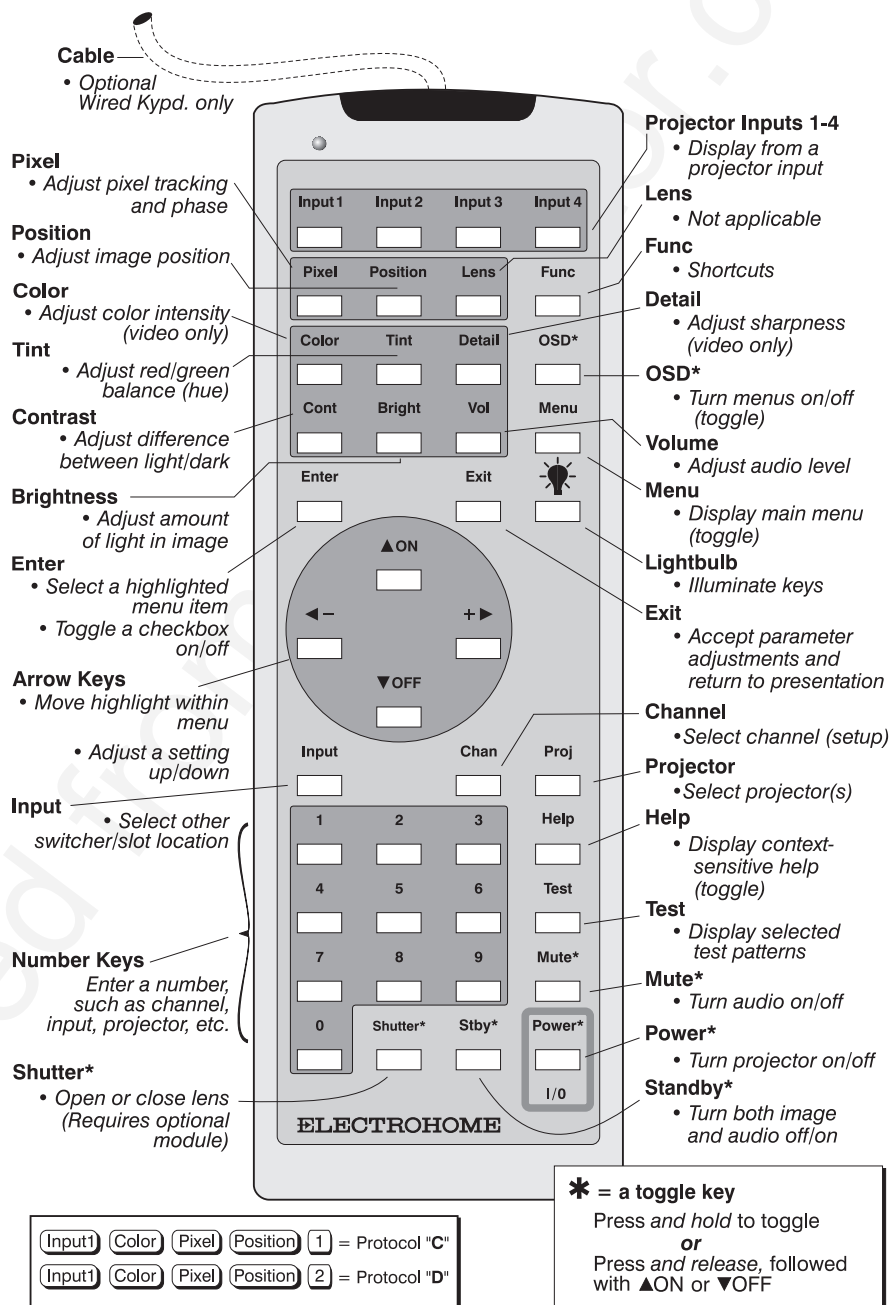 Cable
• Optional
Wired Kypd. only
Pixel
• Adjust pixel tracking
and phase
Position
• Adjust image position
Color
• Adjust color intensity
(video only)
Tint
• Adjust red/green
balance (hue)
Contrast
• Adjust difference
between light/dark
Brightness
• Adjust amount
of light in image
Enter
• Select a highlighted
menu item
• Toggle a checkbox
on/off
Arrow Keys
• Move highlight within
menu
• Adjust a setting
up/down
Input
• Select other
switcher/slot location
Number Keys
Enter a number,
such as channel,
input, projector, etc.
Shutter*
• Open or close lens
(Requires optional
module)
Input 1 Input 2 Input 3 Input 4
Pixel Position Lens Func
Color Tint Detail OSD*
Cont Bright Vol Menu
Enter Exit
▲ON
◄– +►
▼OFF
Input Chan Proj
1 2 3 Help
4 5 6 Test
7 8 9 Mute*
0 Shutter* Stby* Power*
I/0
ELECTROHOME
Projector Inputs 1-4
• Display from a
projector input
Lens
• Not applicable
Func
• Shortcuts
Detail
• Adjust sharpness
(video only)
OSD*
• Turn menus on/off
(toggle)
Volume
• Adjust audio level
Menu
• Display main menu
(toggle)
Lightbulb
• Illuminate keys
Exit
• Accept parameter
adjustments and
return to presentation
Channel
•Select channel (setup)
Projector
•Select projector(s)
Help
• Display context-
sensitive help
(toggle)
Test
• Display selected
test patterns
Mute*
• Turn audio on/off
Power*
• Turn projector on/off
Standby*
• Turn both image
and audio off/on
Input1 Color Pixel Position 1 = Protocol "C"
Input1 Color Pixel Position 2 = Protocol "D"
* = a toggle key
Press and hold to toggle
or
Press and release, followed
with ▲ON or ▼OFF